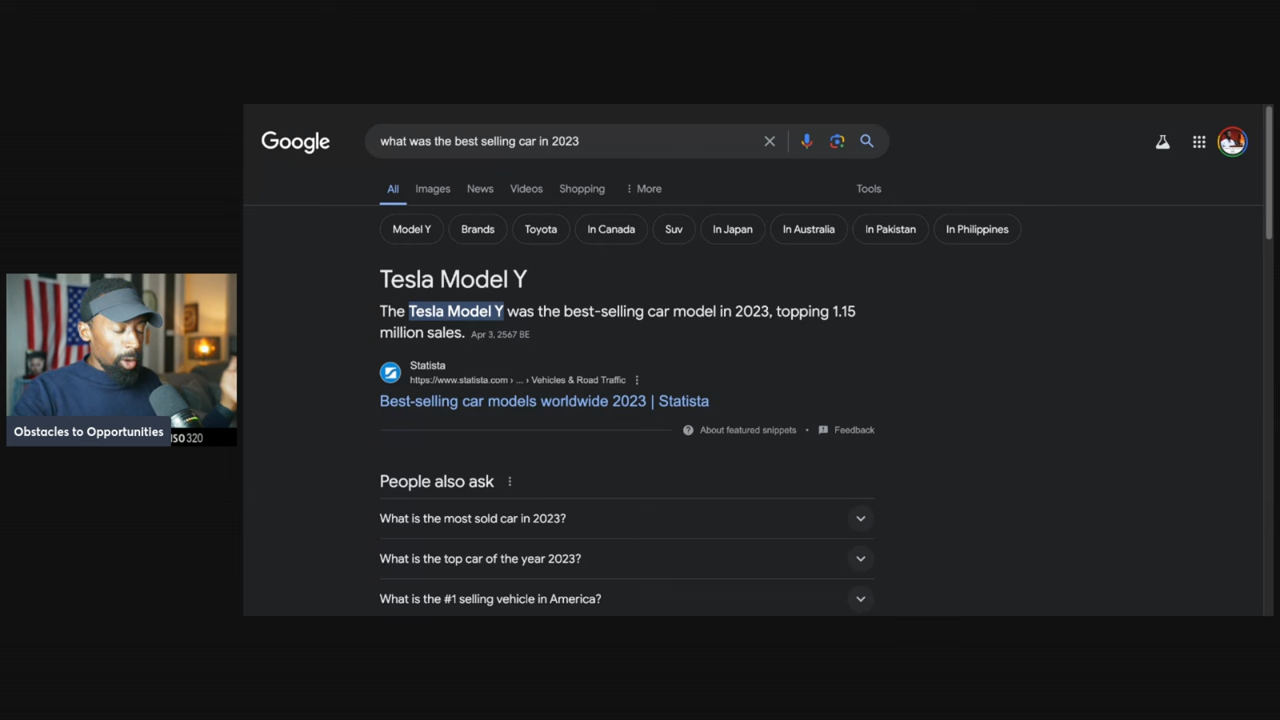 Google
what was the best selling car in 2023
All Images News Videos Shopping More Tools
Model Y Brands Toyota In Canada Suv In Japan In Australia In Pakistan In Philippines
Tesla Model Y
The Tesla Model Y was the best-selling car model in 2023, topping 1.15
million sales. Apr 3, 2567 BE
Statista
https://www.statista.com › ... › Vehicles & Road Traffic
Best-selling car models worldwide 2023 | Statista
About featured snippets • Feedback
Obstacles to Opportunities
ISO 320
People also ask
What is the most sold car in 2023?
What is the top car of the year 2023?
What is the #1 selling vehicle in America?